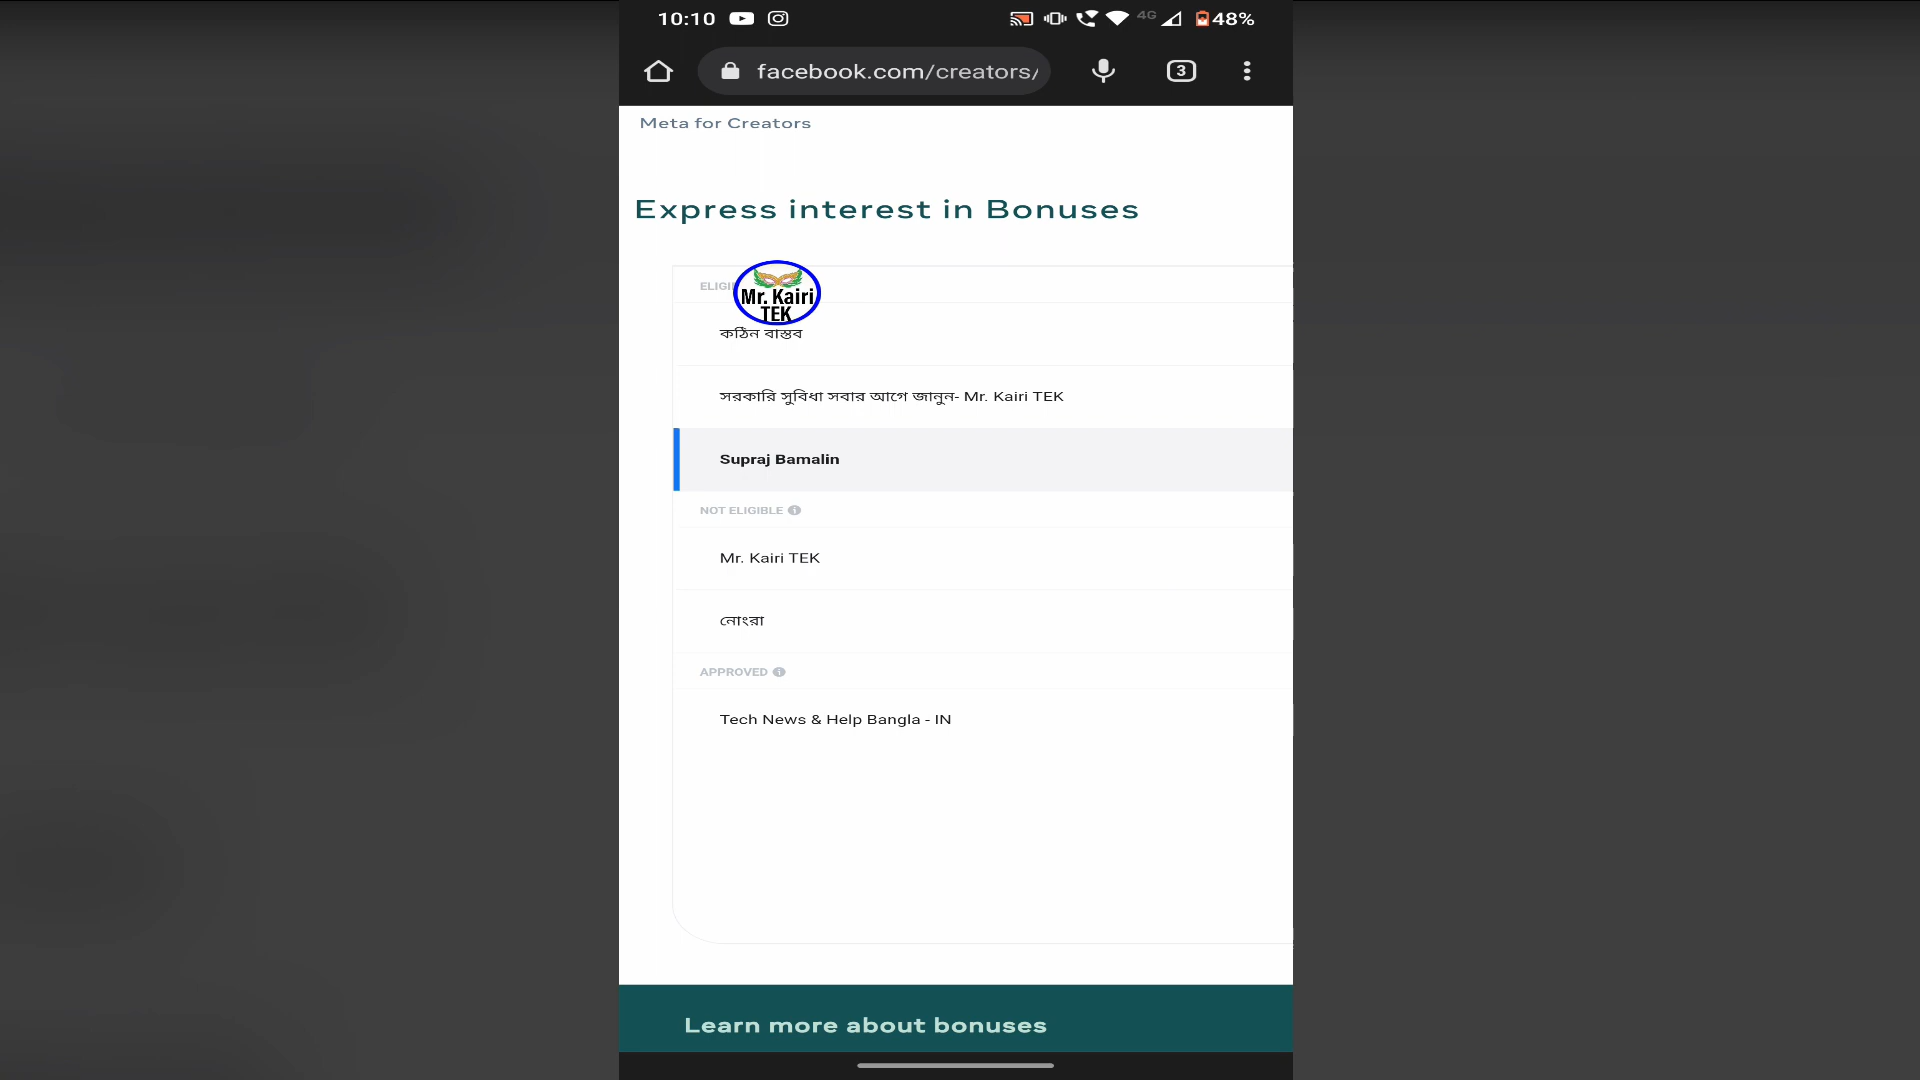 10:10
4G
48%
facebook.com/creators/
3
Meta for Creators
Express interest in Bonuses
Mr. Kairi
TEK
কঠিন বাস্তব
সরকারি সুবিধা সবার আগে জানুন- Mr. Kairi TEK
Supraj Bamalin
NOT ELIGIBLE
Mr. Kairi TEK
নোংরা
APPROVED
Tech News & Help Bangla - IN
Learn more about bonuses